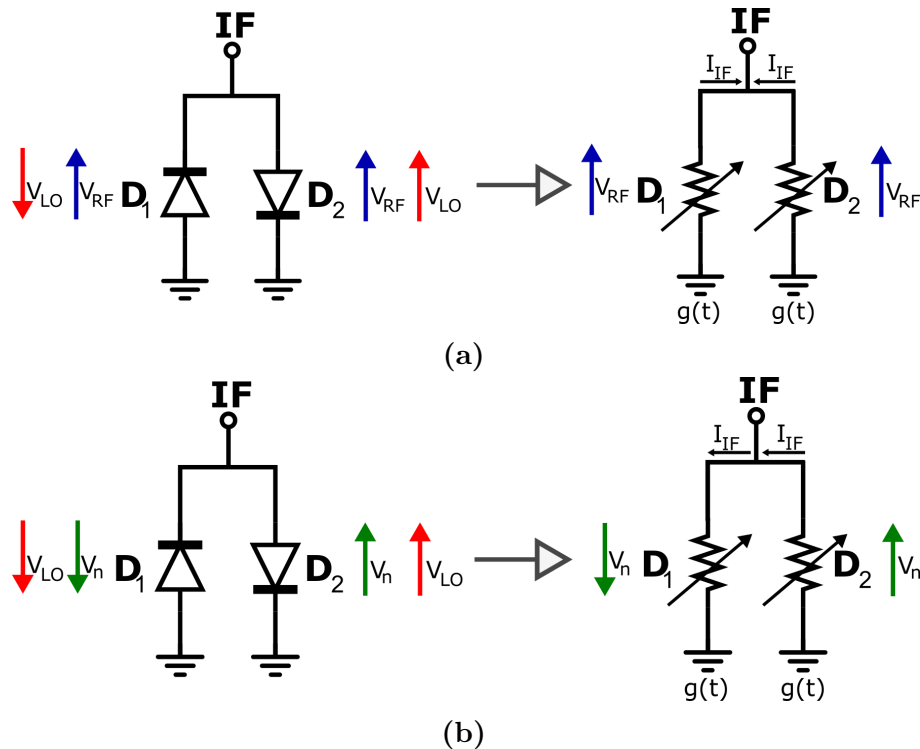 IF
IF
I_IF I_IF
V_LO V_RF D_1 D_2 V_RF V_LO V_RF D_1 D_2 V_RF
g(t) g(t)
(a)
IF
IF
I_IF I_IF
V_LO V_n D_1 D_2 V_n V_LO V_n D_1 D_2 V_n
g(t) g(t)
(b)